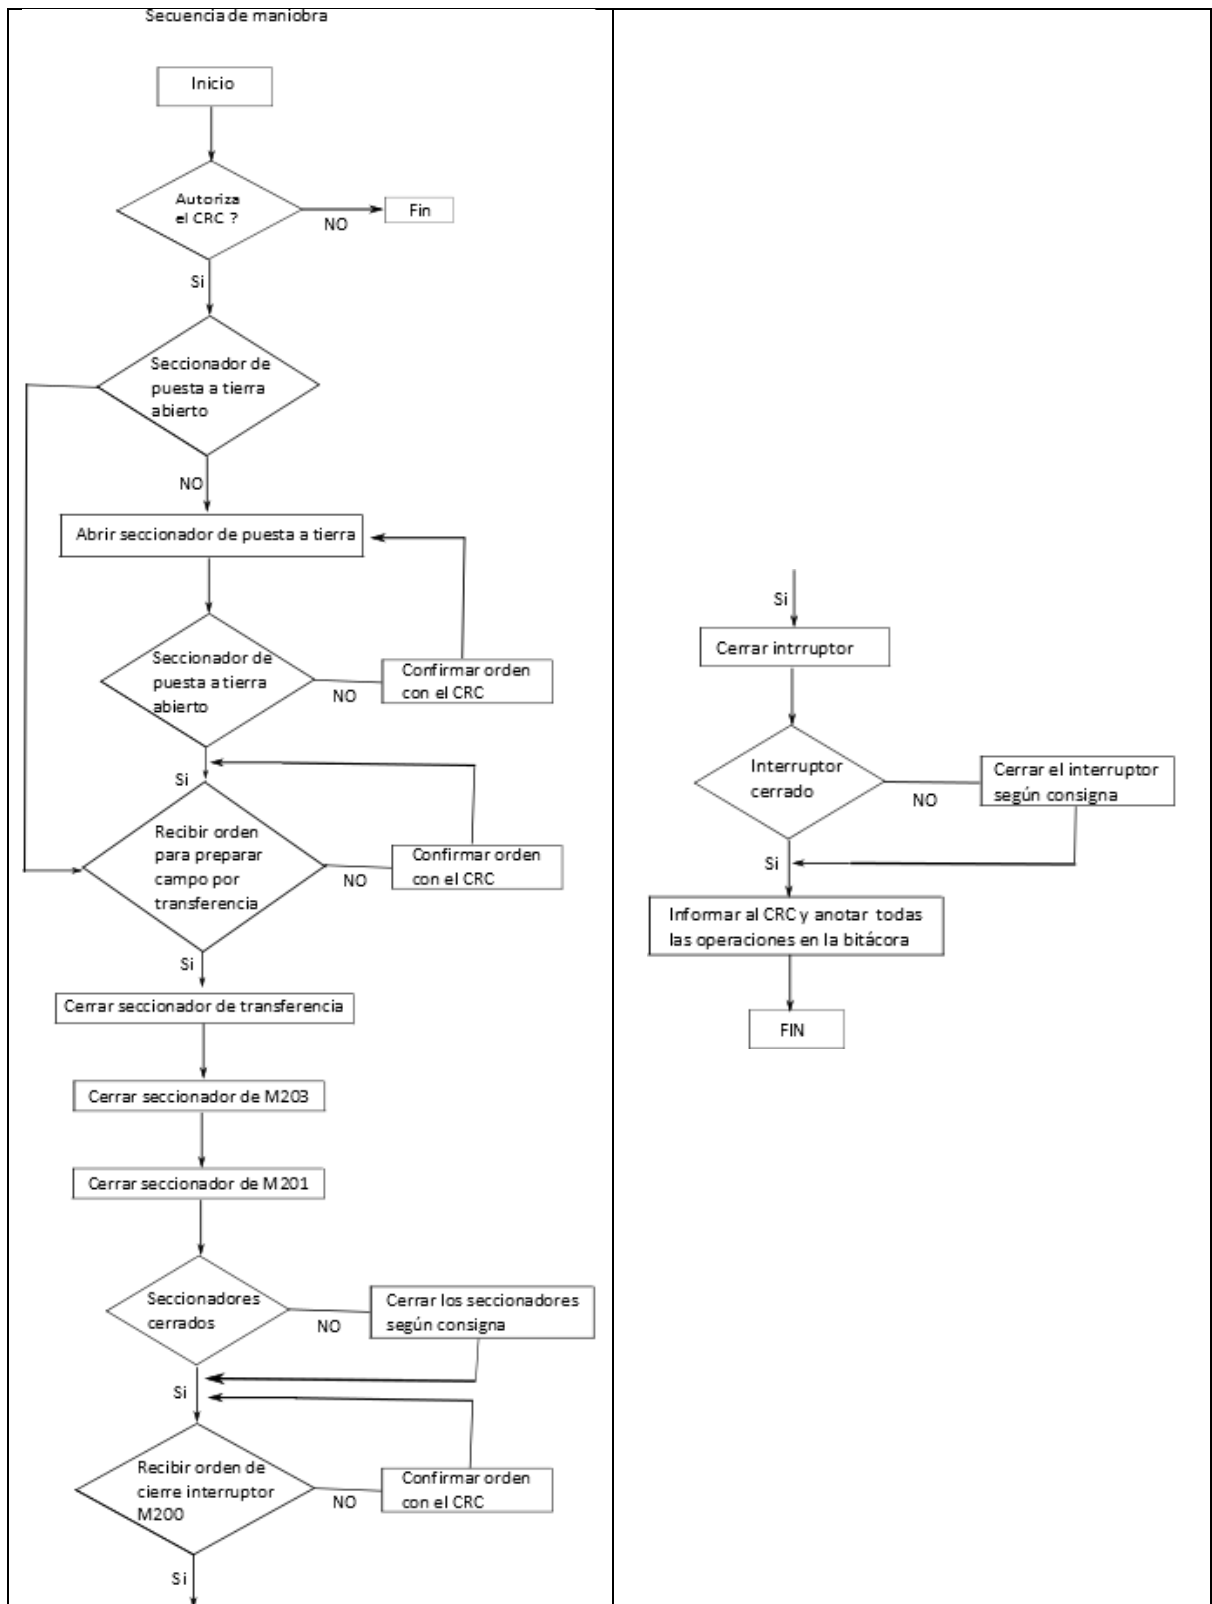 Secuencia de maniobra
Inicio
Autoriza
el CRC ?
NO
Fin
Si
Seccionador de
puesta a tierra
abierto
NO
Abrir seccionador de puesta a tierra
Seccionador de
puesta a tierra
abierto
NO
Confirmar orden
con el CRC
Si
Recibir orden
para preparar
campo por
transferencia
NO
Confirmar orden
con el CRC
Si
Cerrar seccionador de transferencia
Cerrar seccionador de M203
Cerrar seccionador de M201
Seccionadores
cerrados
NO
Cerrar los seccionadores
según consigna
Si
Recibir orden de
cierre interruptor
M200
NO
Confirmar orden
con el CRC
Si
Si
Cerrar intrruptor
Interruptor
cerrado
NO
Cerrar el interruptor
según consigna
Si
Informar al CRC y anotar todas
las operaciones en la bitácora
FIN